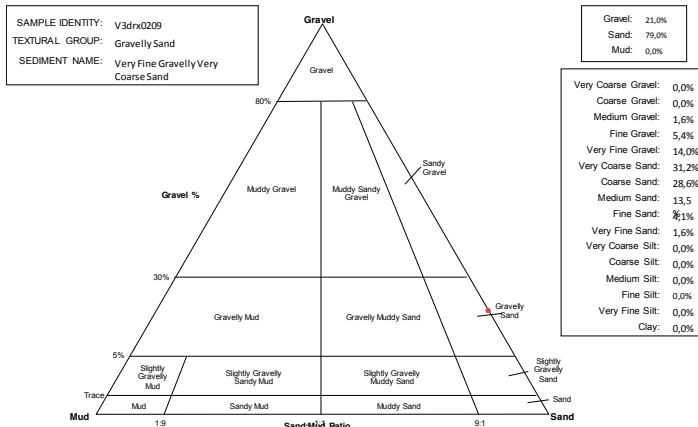 SAMPLE IDENTITY: V3drx0209
TEXTURAL GROUP: Gravelly Sand
SEDIMENT NAME: Very Fine Gravelly Very
Coarse Sand
Gravel
Gravel: 21,0%
Sand: 79,0%
Mud: 0,0%
Gravel
80%
Very Coarse Gravel: 0,0%
Coarse Gravel: 0,0%
Medium Gravel: 1,6%
Fine Gravel: 5,4%
Very Fine Gravel: 14,0%
Very Coarse Sand: 31,2%
Coarse Sand: 28,6%
Medium Sand: 13,5
%
Fine Sand: 4,1%
Very Fine Sand: 1,6%
Very Coarse Silt: 0,0%
Coarse Silt: 0,0%
Medium Silt: 0,0%
Fine Silt: 0,0%
Very Fine Silt: 0,0%
Clay: 0,0%
Sandy
Gravel
Gravel %
Muddy Gravel
Muddy Sandy
Gravel
30%
Gravelly Mud
Gravelly Muddy Sand
Gravelly
Sand
5%
Slightly
Gravelly
Mud
Slightly Gravelly
Sandy Mud
Slightly Gravelly
Muddy Sand
Slightly
Gravelly
Sand
Trace
Mud
Sandy Mud
Muddy Sand
Sand
Mud
1:9
1:1
Sand:Mud Ratio
9:1
Sand